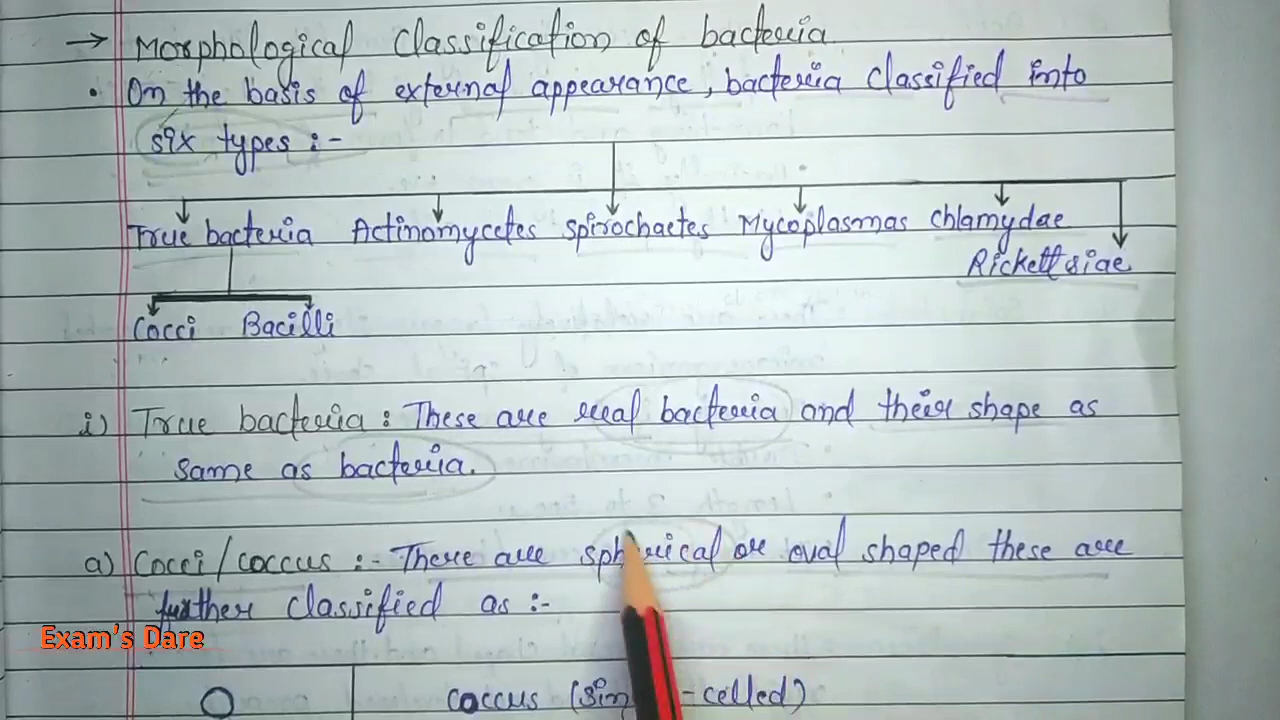 → Morphological Classification of bacteria
• On the basis of external appearance, bacteria classified into
six types :-
True bacteria Actinomycetes Spirochaetes Mycoplasmas Chlamydae
Rickettsiae
Cocci Bacilli
i) True bacteria : These are real bacteria and their shape as
same as bacteria.
a) Cocci/coccus :- There are spherical or oval shaped these are
further classified as :-
Exam's Dare
coccus (sin -celled)